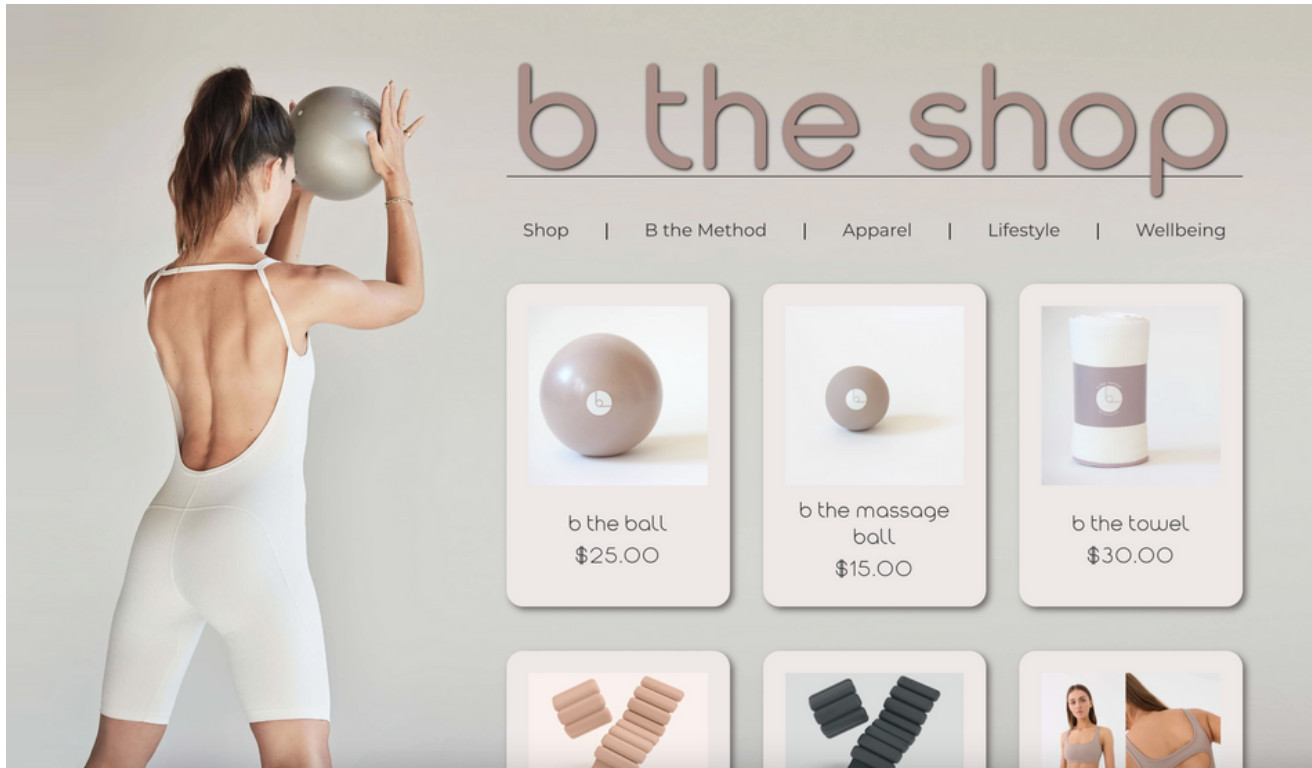 b the shop
Shop | B the Method | Apparel | Lifestyle | Wellbeing
b
b
b
b the ball
$25.00
b the massage
ball
$15.00
b the towel
$30.00